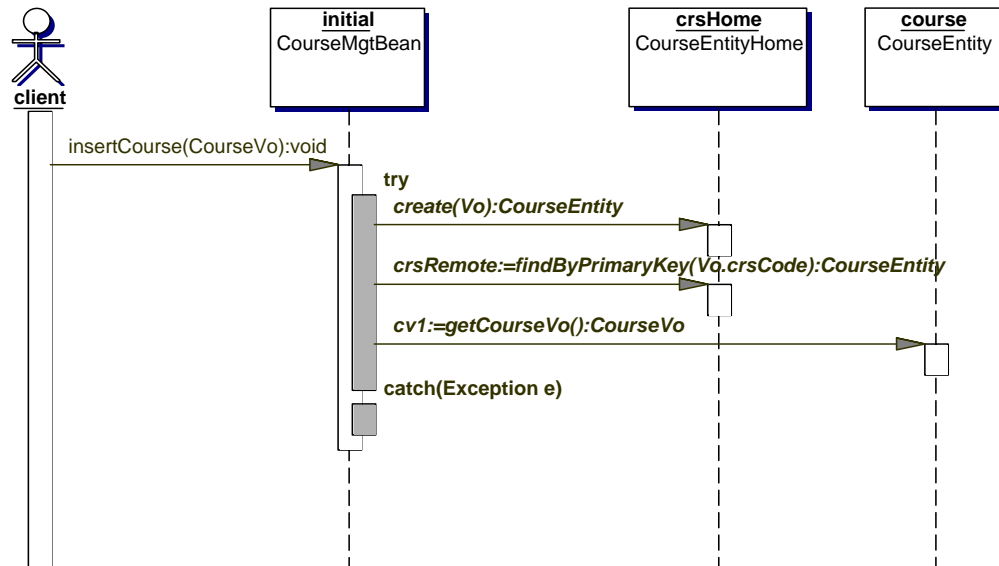 initial
CourseMgtBean
crsHome
CourseEntityHome
course
CourseEntity
client
insertCourse(CourseVo):void
try
create(Vo):CourseEntity
crsRemote:=findByPrimaryKey(Vo.crsCode):CourseEntity
cv1:=getCourseVo():CourseVo
catch(Exception e)